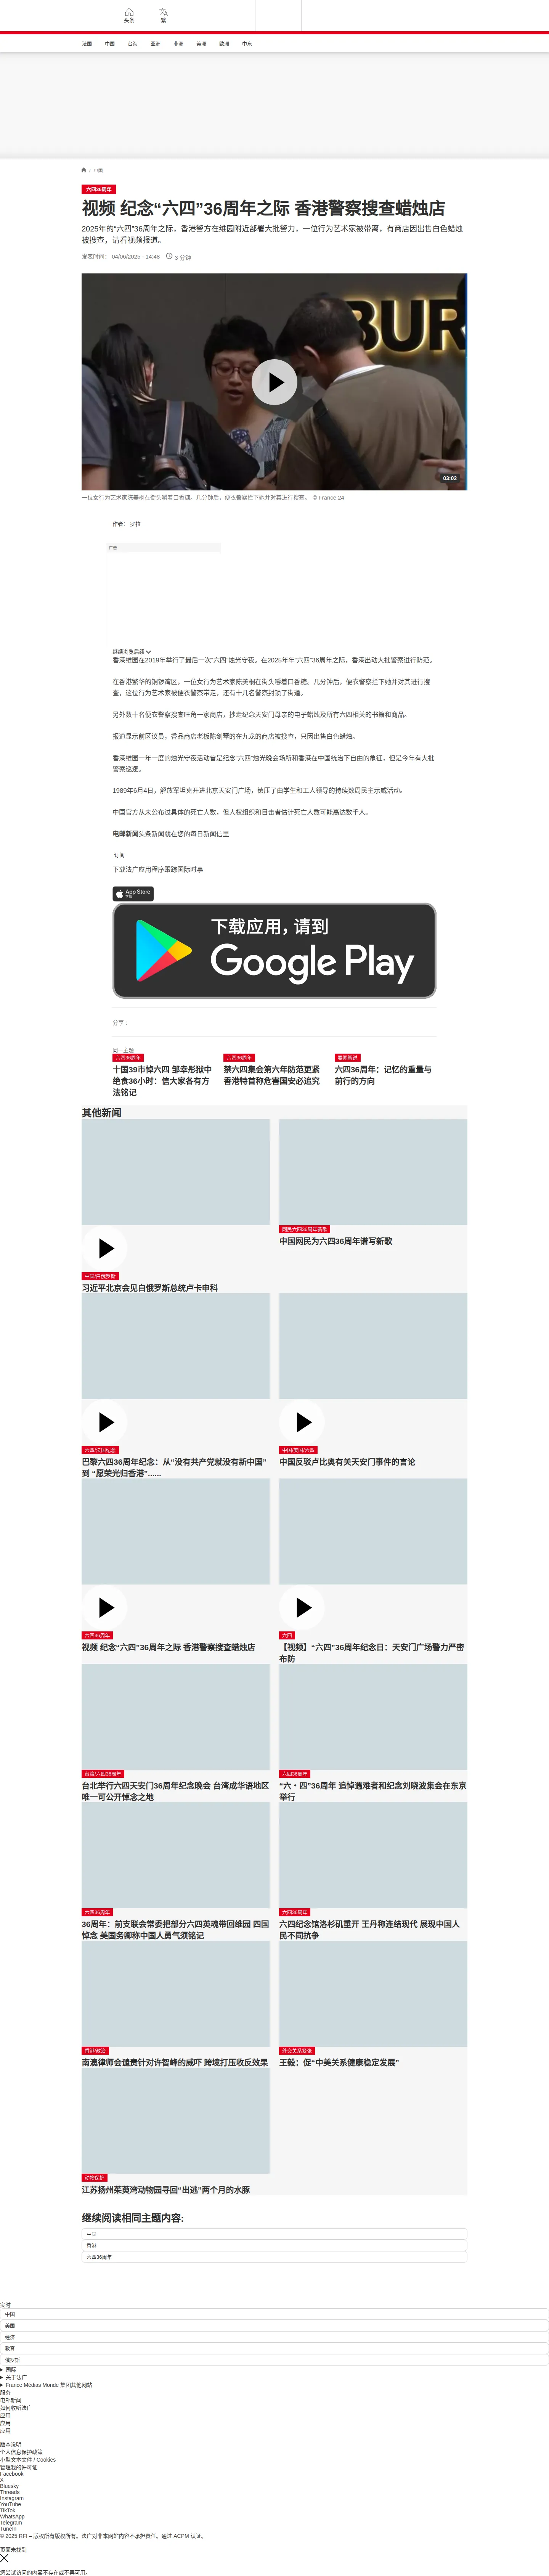 头条
繁
法国
中国
台海
亚洲
非洲
美洲
欧洲
中东
/ 中国
六四36周年
视频 纪念“六四”36周年之际 香港警察搜查蜡烛店
2025年的“六四”36周年之际，香港警方在维园附近部署大批警力，一位行为艺术家被带离，有商店因出售白色蜡烛
被搜查，请看视频报道。
发表时间： 04/06/2025 - 14:48
3 分钟
BUR
03:02
一位女行为艺术家陈美桐在街头嚼着口香糖。几分钟后，便衣警察拦下她并对其进行搜查。 © France 24
作者： 罗拉
广告
继续浏览后续
香港维园在2019年举行了最后一次“六四”烛光守夜。在2025年年“六四”36周年之际，香港出动大批警察进行防范。
在香港繁华的铜锣湾区，一位女行为艺术家陈美桐在街头嚼着口香糖。几分钟后，便衣警察拦下她并对其进行搜
查，这位行为艺术家被便衣警察带走，还有十几名警察封锁了街道。
另外数十名便衣警察搜查旺角一家商店，抄走纪念天安门母亲的电子蜡烛及所有六四相关的书籍和商品。
报道显示前区议员，香品商店老板陈剑琴的在九龙的商店被搜查，只因出售白色蜡烛。
香港维园一年一度的烛光守夜活动曾是纪念“六四”烛光晚会场所和香港在中国统治下自由的象征，但是今年有大批
警察巡逻。
1989年6月4日，解放军坦克开进北京天安门广场，镇压了由学生和工人领导的持续数周民主示威活动。
中国官方从未公布过具体的死亡人数，但人权组织和目击者估计死亡人数可能高达数千人。
电邮新闻头条新闻就在您的每日新闻信里
订阅
下载法广应用程序跟踪国际时事
App Store
下载
下载应用，请到
Google Play
分享 :
同一主题
六四36周年
十国39市悼六四 邹幸彤狱中
绝食36小时：信大家各有方
法铭记
六四36周年
禁六四集会第六年防范更紧
香港特首称危害国安必追究
要闻解说
六四36周年：记忆的重量与
前行的方向
其他新闻
中国/白俄罗斯
习近平北京会见白俄罗斯总统卢卡申科
网民六四36周年新歌
中国网民为六四36周年谱写新歌
六四/法国纪念
巴黎六四36周年纪念：从“没有共产党就没有新中国”
到 “愿荣光归香港”......
中国/美国/六四
中国反驳卢比奥有关天安门事件的言论
六四36周年
视频 纪念“六四”36周年之际 香港警察搜查蜡烛店
六四
【视频】“六四”36周年纪念日：天安门广场警力严密
布防
台湾/六四36周年
台北举行六四天安门36周年纪念晚会 台湾成华语地区
唯一可公开悼念之地
六四36周年
“六・四”36周年 追悼遇难者和纪念刘晓波集会在东京
举行
六四36周年
36周年：前支联会常委把部分六四英魂带回维园 四国
悼念 美国务卿称中国人勇气须铭记
六四36周年
六四纪念馆洛杉矶重开 王丹称连结现代 展现中国人
民不同抗争
香港/政治
南澳律师会谴责针对许智峰的威吓 跨境打压收反效果
外交关系紧张
王毅：促“中美关系健康稳定发展”
动物保护
江苏扬州茱萸湾动物园寻回“出逃”两个月的水豚
继续阅读相同主题内容:
中国
香港
六四36周年
实时
中国
美国
经济
教育
俄罗斯
国际
关于法广
France Médias Monde 集团其他网站
服务
电邮新闻
如何收听法广
应用
应用
应用
版本说明
个人信息保护政策
小型文本文件 / Cookies
管理我的许可证
Facebook
X
Bluesky
Threads
Instagram
YouTube
TikTok
WhatsApp
Telegram
TuneIn
© 2025 RFI – 版权所有版权所有。法广对非本网站内容不承担责任。通过 ACPM 认证。
页面未找到
您尝试访问的内容不存在或不再可用。